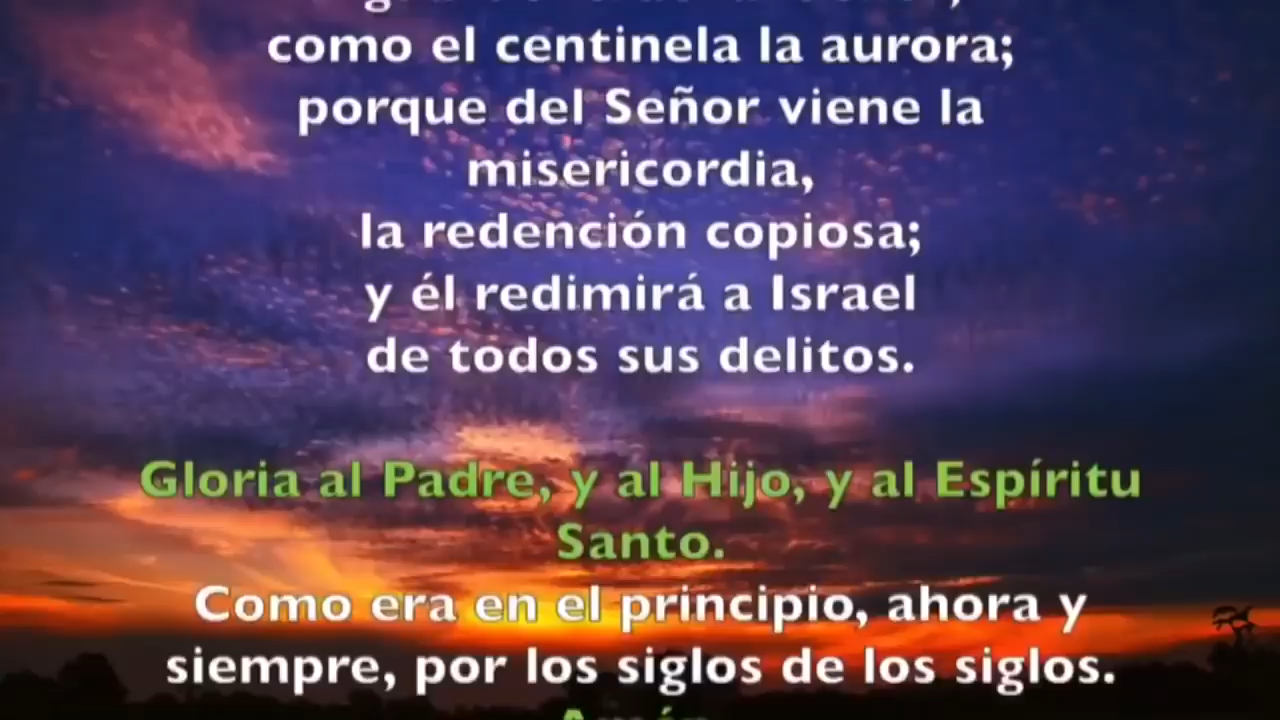 como el centinela la aurora;
porque del Señor viene la
misericordia,
la redención copiosa;
y él redimirá a Israel
de todos sus delitos.
Gloria al Padre, y al Hijo, y al Espíritu
Santo.
Como era en el principio, ahora y
siempre, por los siglos de los siglos.